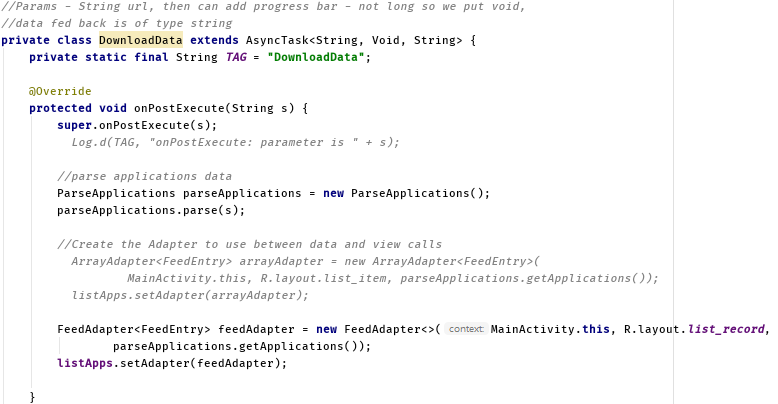 //Params - String url, then can add progress bar - not long so we put void,
//data fed back is of type string
private class DownloadData extends AsyncTask<String, Void, String> {
    private static final String TAG = "DownloadData";

    @Override
    protected void onPostExecute(String s) {
        super.onPostExecute(s);
          Log.d(TAG, "onPostExecute: parameter is " + s);

        //parse applications data
        ParseApplications parseApplications = new ParseApplications();
        parseApplications.parse(s);

        //Create the Adapter to use between data and view calls
          ArrayAdapter<FeedEntry> arrayAdapter = new ArrayAdapter<FeedEntry>(
                  MainActivity.this, R.layout.list_item, parseApplications.getApplications());
          listApps.setAdapter(arrayAdapter);

        FeedAdapter<FeedEntry> feedAdapter = new FeedAdapter<>( context: MainActivity.this, R.layout.list_record,
                parseApplications.getApplications());
        listApps.setAdapter(feedAdapter);

    }